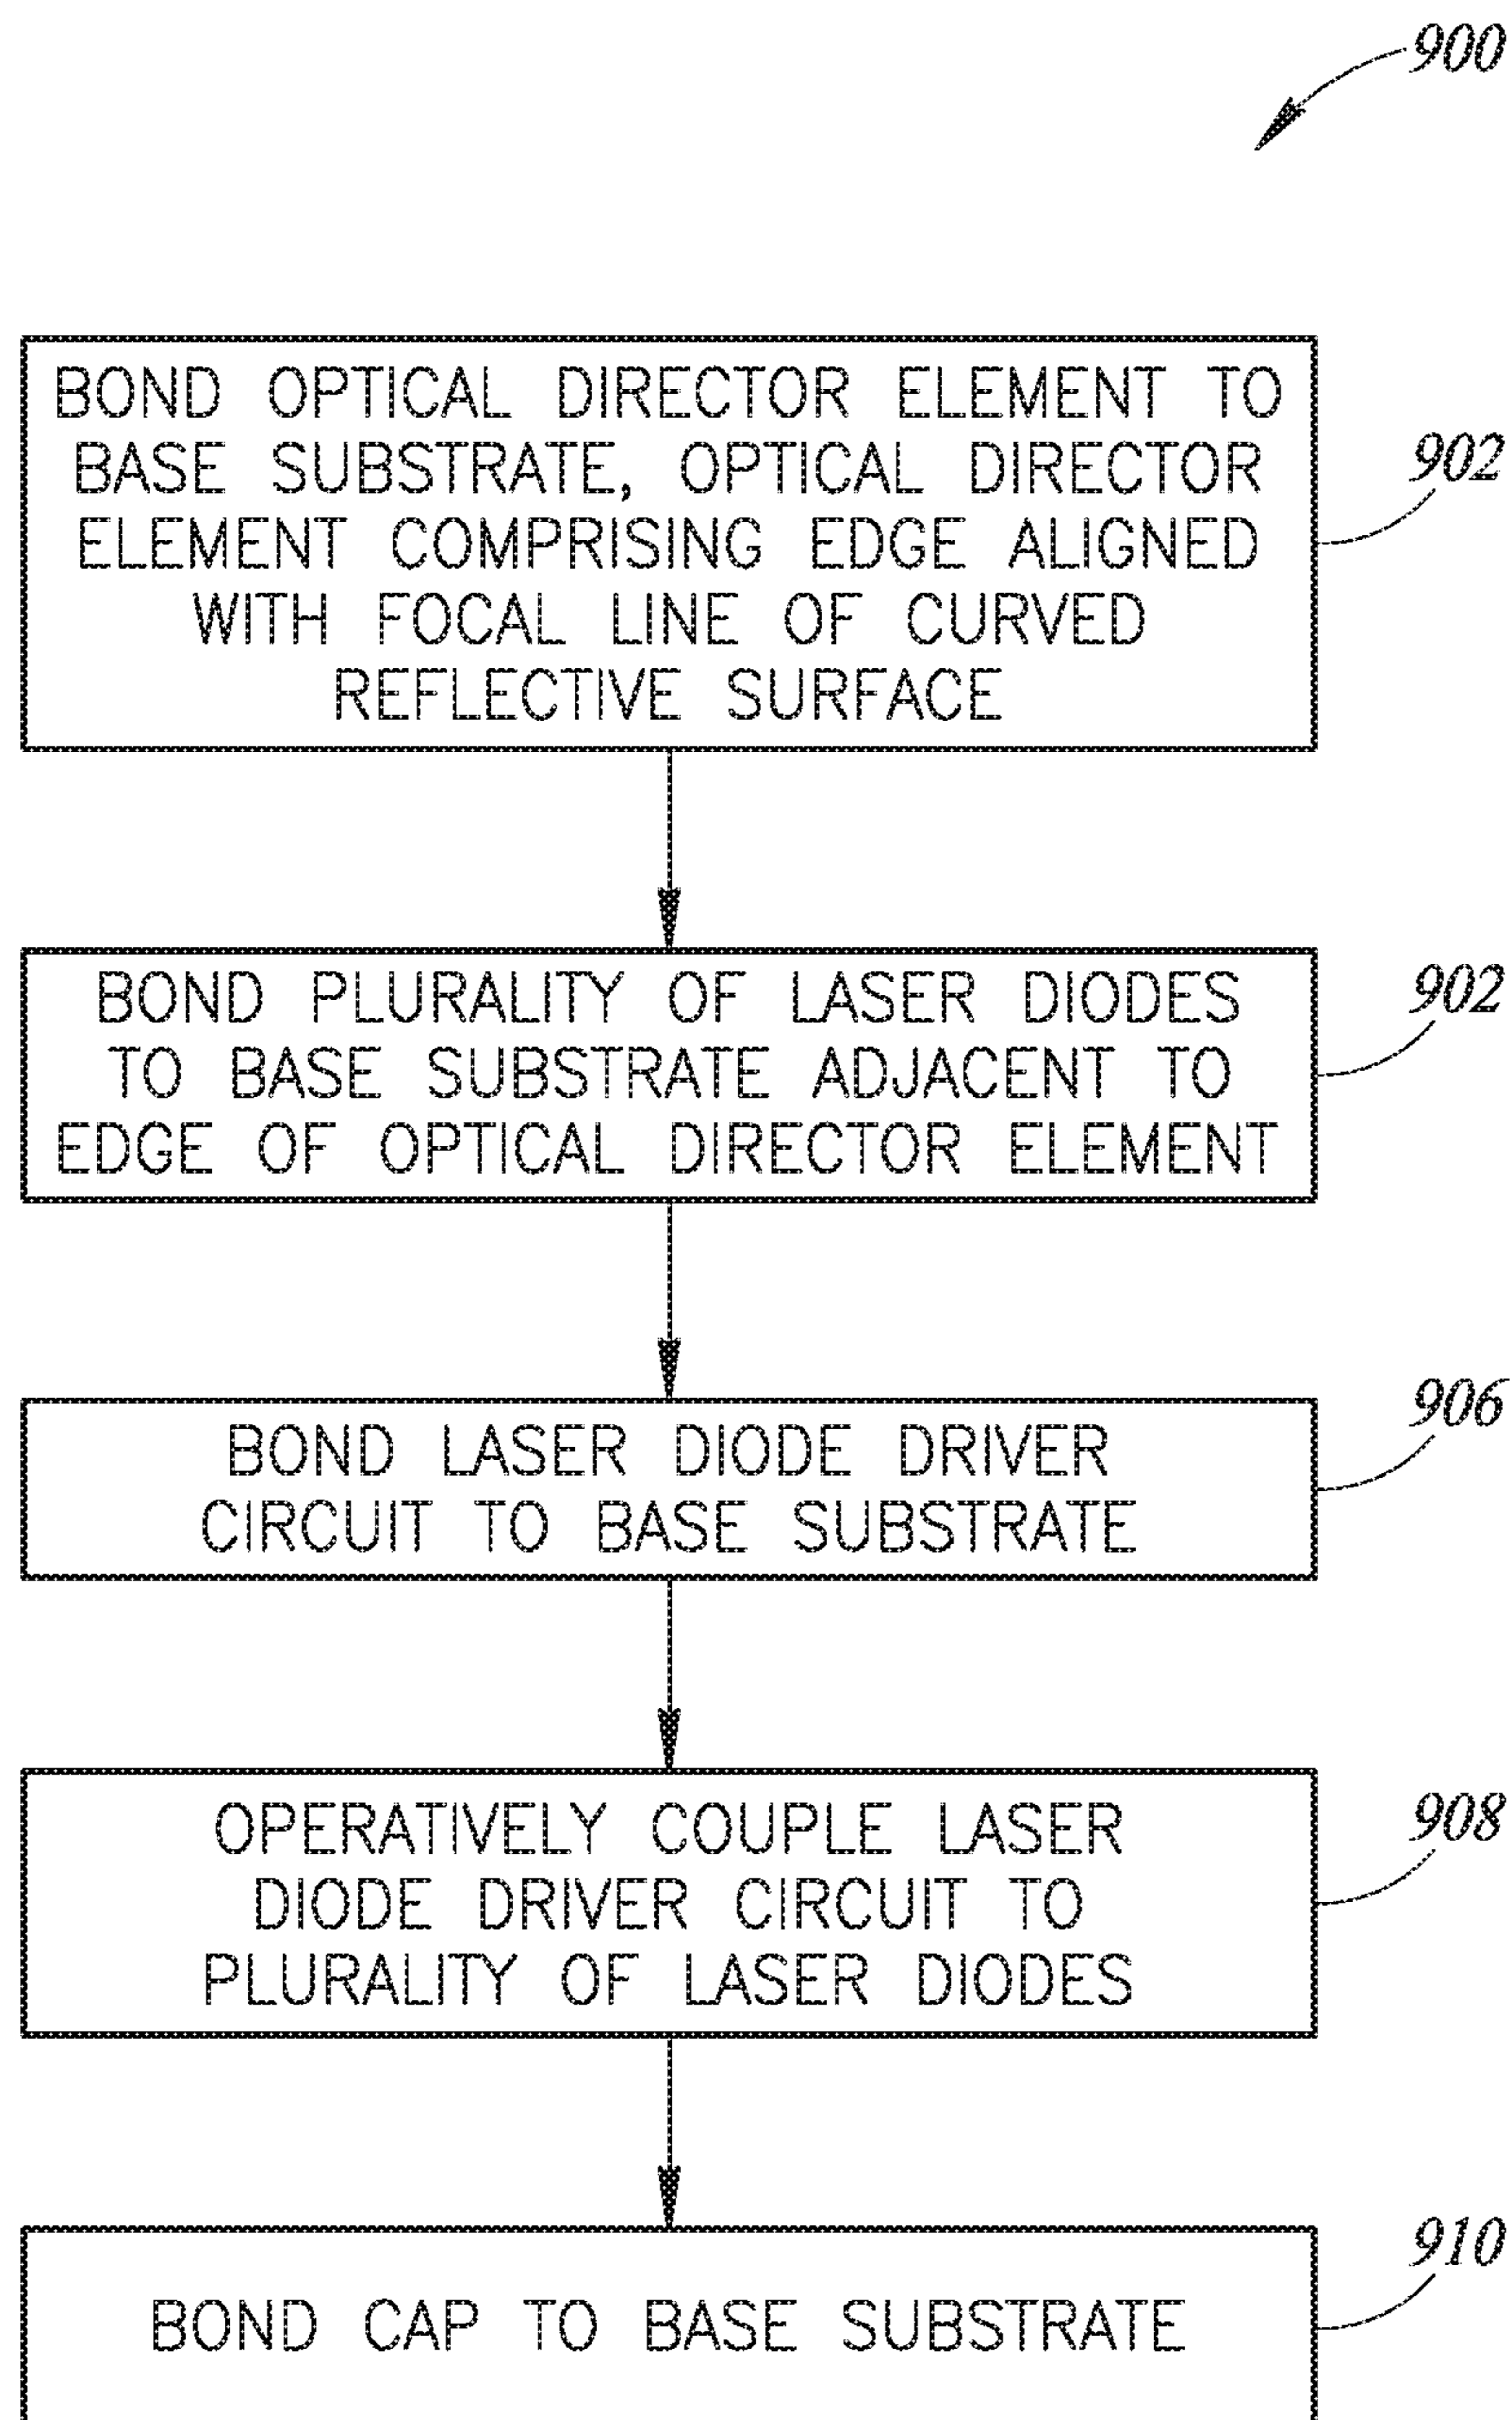 900
BOND OPTICAL DIRECTOR ELEMENT TO
BASE SUBSTRATE, OPTICAL DIRECTOR
ELEMENT COMPRISING EDGE ALIGNED
WITH FOCAL LINE OF CURVED
REFLECTIVE SURFACE
902
BOND PLURALITY OF LASER DIODES
TO BASE SUBSTRATE ADJACENT TO
EDGE OF OPTICAL DIRECTOR ELEMENT
902
BOND LASER DIODE DRIVER
CIRCUIT TO BASE SUBSTRATE
906
OPERATIVELY COUPLE LASER
DIODE DRIVER CIRCUIT TO
PLURALITY OF LASER DIODES
908
BOND CAP TO BASE SUBSTRATE
910